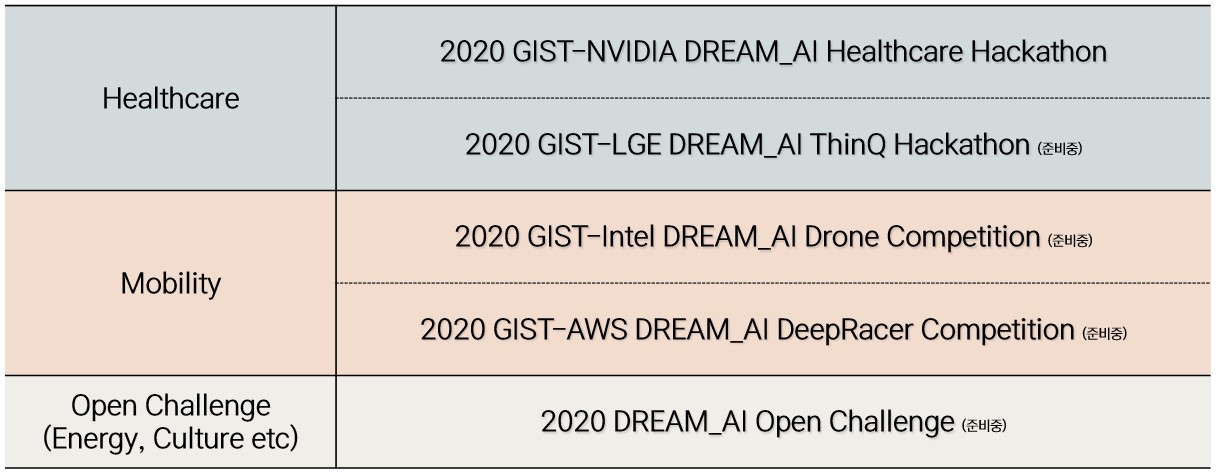 Healthcare
2020 GIST-NVIDIA DREAM_AI Healthcare Hackathon
2020 GIST-LGE DREAM_AI ThinQ Hackathon (준비중)
Mobility
2020 GIST-Intel DREAM_AI Drone Competition (준비중)
2020 GIST-AWS DREAM_AI DeepRacer Competition (준비중)
Open Challenge
(Energy, Culture etc)
2020 DREAM_AI Open Challenge (준비중)